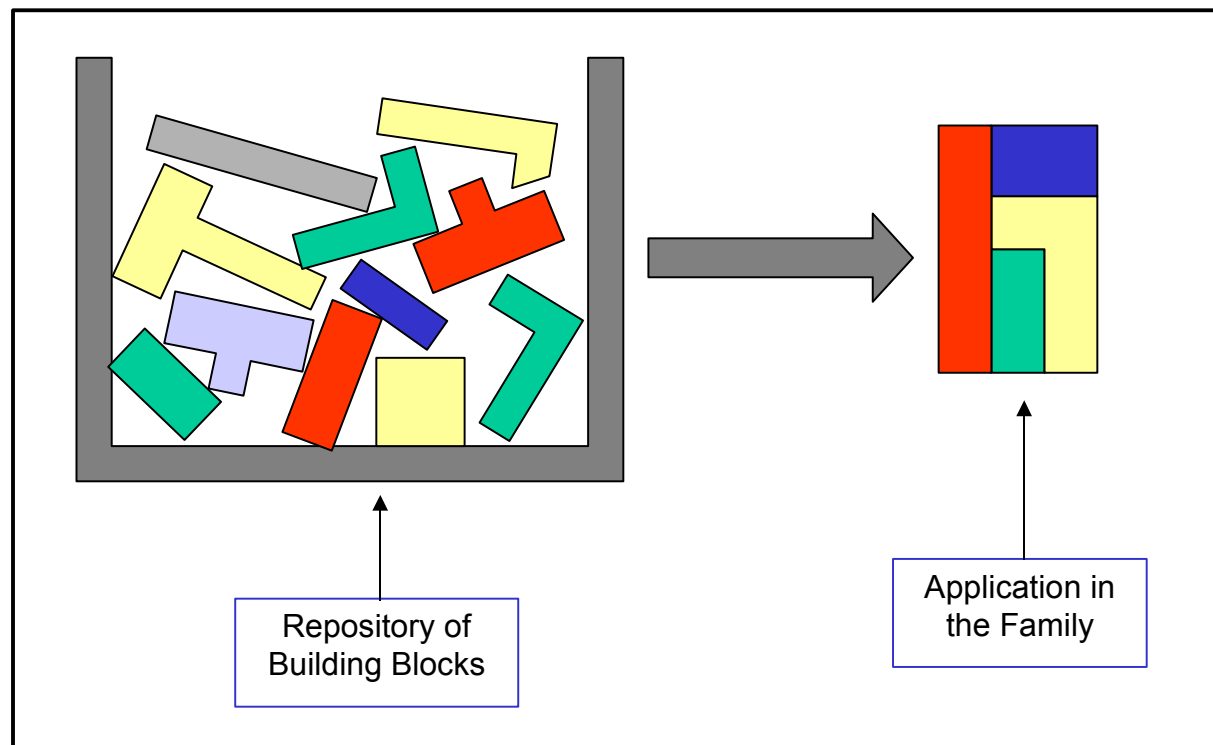 Repository of
Building Blocks
Application in
the Family